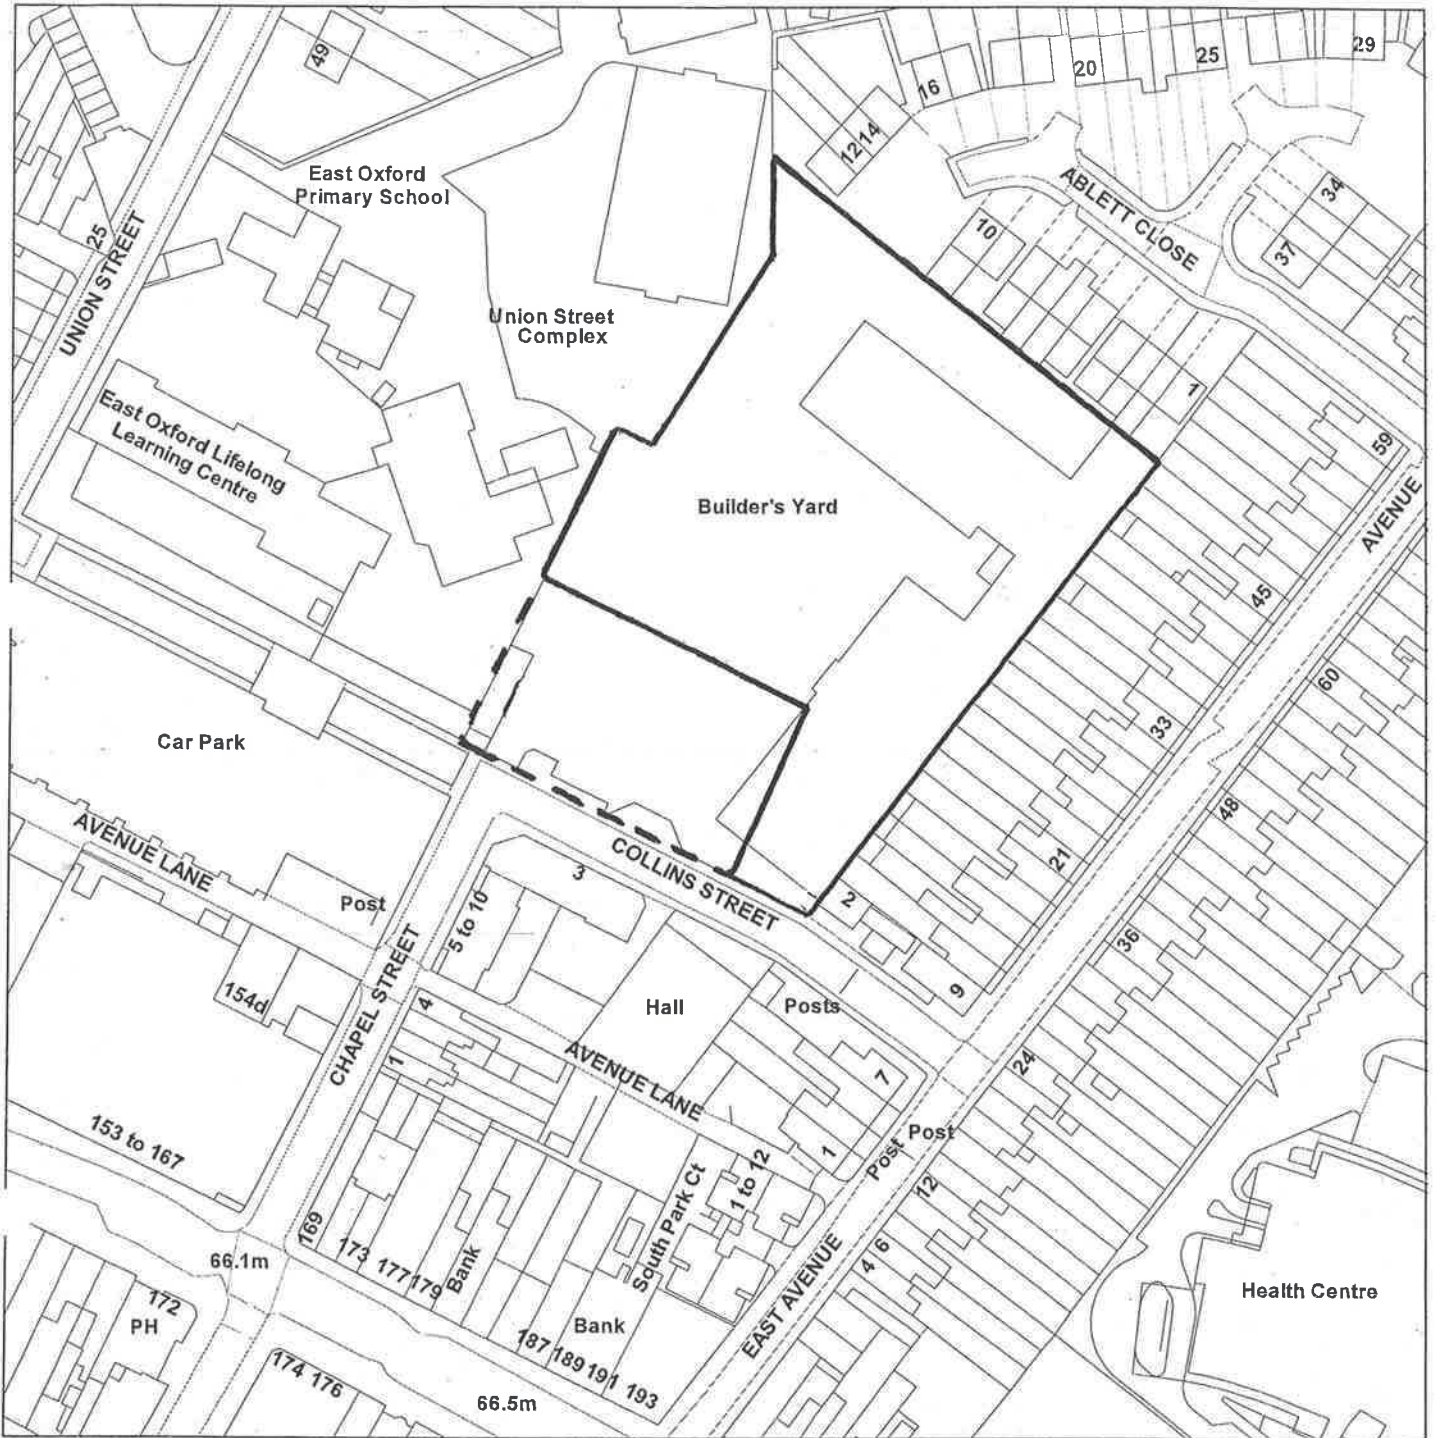 49
16
20
25
29
12
14
East Oxford
Primary School
ABLETT CLOSE
34
37
10
25
UNION STREET
Union Street
Complex
1
East Oxford Lifelong
Learning Centre
59
Builder's Yard
AVENUE
45
60
33
Car Park
48
21
AVENUE LANE
COLLINS STREET
3
2
Post
5 to 10
36
9
154d
CHAPEL STREET
4
Hall
Posts
1
AVENUE LANE
7
24
153 to 167
Post
Post
1
1 to 12
South Park Ct
12
169
173
177
179
Bank
66.1m
6
4
EAST AVENUE
Health Centre
172
PH
Bank
187
189
191
193
174
176
66.5m